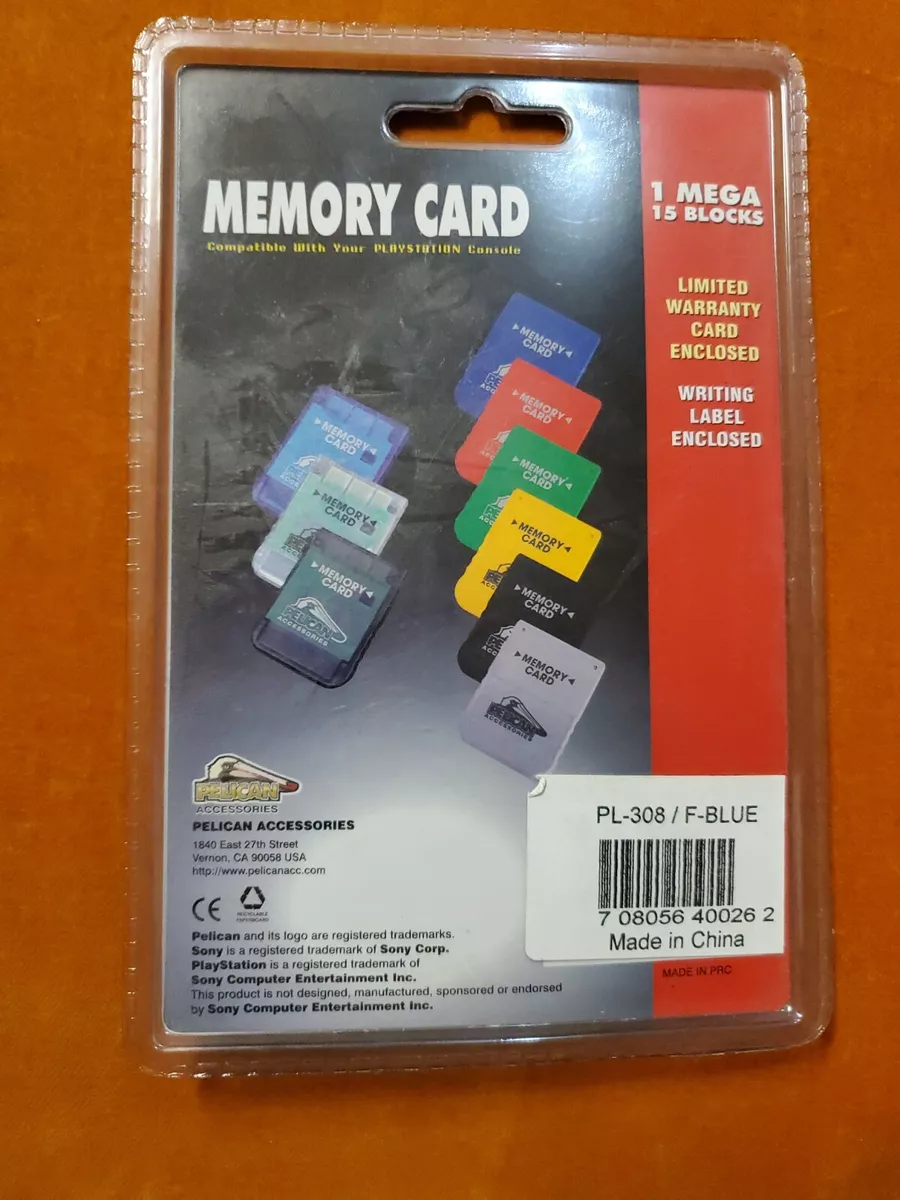 MEMORY CARD
Compatible With Your PLAYSTATION Console
1 MEGA
15 BLOCKS
LIMITED
WARRANTY
CARD
ENCLOSED
WRITING
LABEL
ENCLOSED
MEMORY
CARD
MEMORY
CARD
MEMORY
CARD
MEMORY
CARD
MEMORY
CARD
MEMORY
CARD
MEMORY
CARD
MEMORY
CARD
PELICAN
ACCESSORIES
MEMORY
CARD
PELICAN
ACCESSORIES
PELICAN
ACCESSORIES
PELICAN ACCESSORIES
1840 East 27th Street
Vernon, CA 90058 USA
http://www.pelicanacc.com
CE
RECYCLABLE
Pelican and its logo are registered trademarks.
Sony is a registered trademark of Sony Corp.
PlayStation is a registered trademark of
Sony Computer Entertainment Inc.
This product is not designed, manufactured, sponsored or endorsed
by Sony Computer Entertainment Inc.
PL-308 / F-BLUE
7 08056 40026 2
Made in China
MADE IN PRC